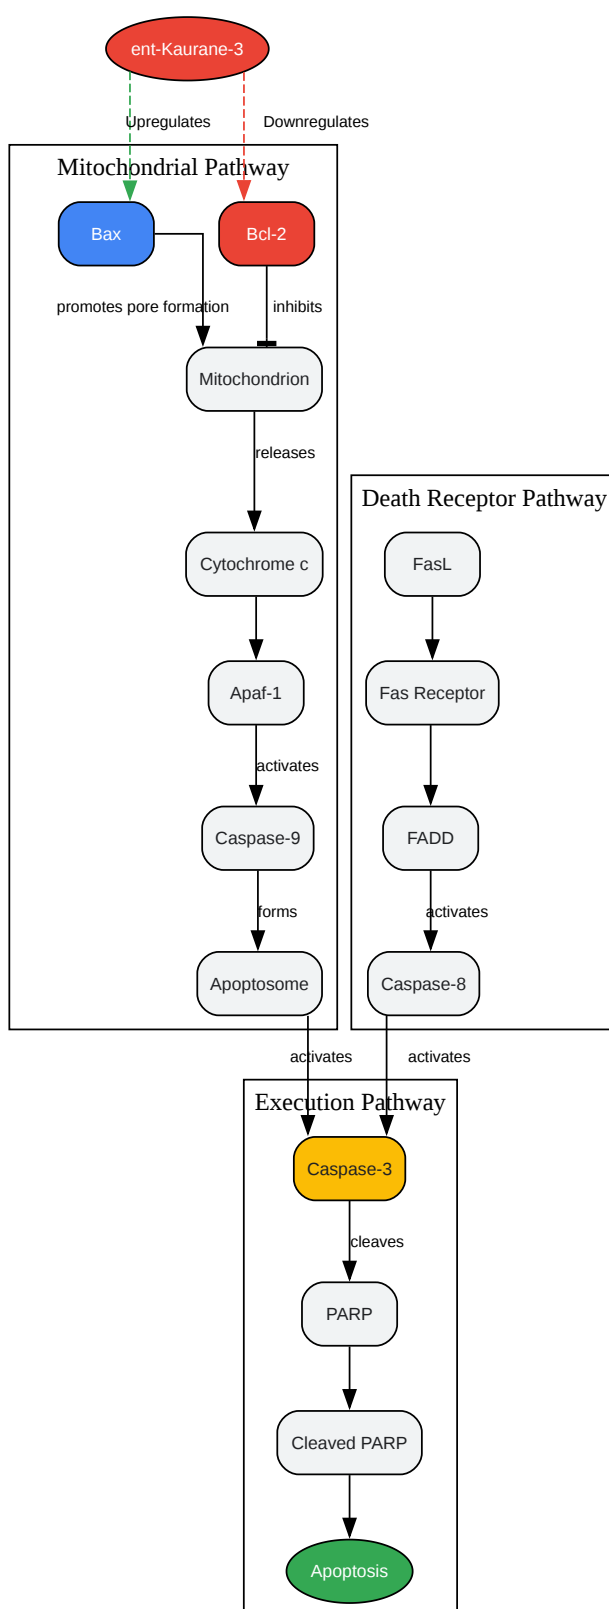 ent-Kaurane-3
Upregulates
Downregulates
Mitochondrial Pathway
Bax
Bcl-2
promotes pore formation
inhibits
Mitochondrion
releases
Death Receptor Pathway
Cytochrome c
FasL
Apaf-1
Fas Receptor
activates
Caspase-9
FADD
forms
activates
Apoptosome
Caspase-8
activates
activates
Execution Pathway
Caspase-3
cleaves
PARP
Cleaved PARP
Apoptosis